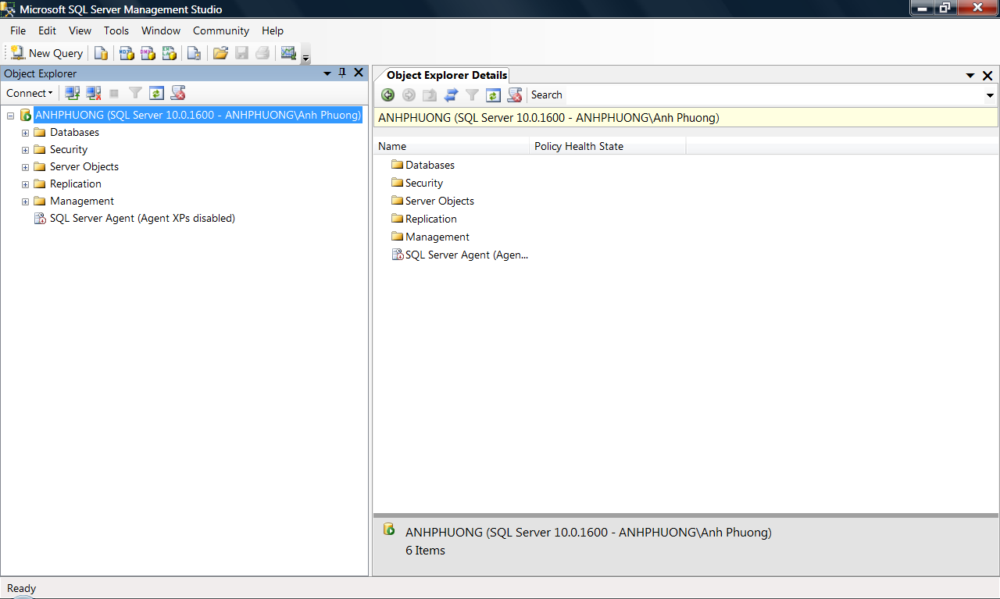 Microsoft SQL Server Management Studio
File Edit View Tools Window Community Help
New Query
Object Explorer
Connect
ANHPHUONG (SQL Server 10.0.1600 - ANHPHUONG\Anh Phuong)
Databases
Security
Server Objects
Replication
Management
SQL Server Agent (Agent XPs disabled)
Object Explorer Details
Search
ANHPHUONG (SQL Server 10.0.1600 - ANHPHUONG\Anh Phuong)
Name Policy Health State
Databases
Security
Server Objects
Replication
Management
SQL Server Agent (Agen...
ANHPHUONG (SQL Server 10.0.1600 - ANHPHUONG\Anh Phuong)
6 Items
Ready